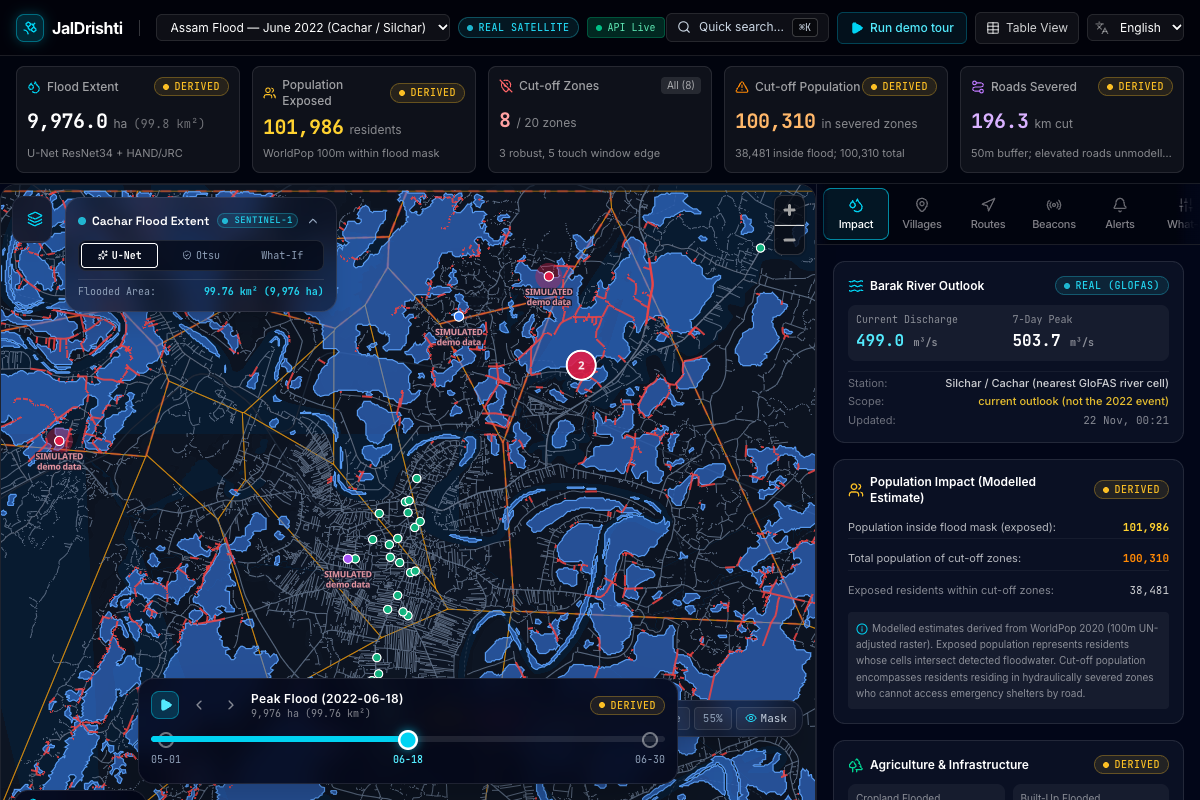 JalDrishti
Assam Flood — June 2022 (Cachar / Silchar)
REAL SATELLITE
API Live
Quick search...
⌘K
Run demo tour
Table View
English
Flood Extent
DERIVED
9,976.0 ha (99.8 km²)
U-Net ResNet34 + HAND/JRC
Population
Exposed
DERIVED
101,986 residents
WorldPop 100m within flood mask
Cut-off Zones
All (8)
8 / 20 zones
3 robust, 5 touch window edge
Cut-off Population
DERIVED
100,310 in severed zones
38,481 inside flood; 100,310 total
Roads Severed
DERIVED
196.3 km cut
50m buffer; elevated roads unmodell...
Cachar Flood Extent
SENTINEL-1
U-Net
Otsu
What-If
Flooded Area:
99.76 km² (9,976 ha)
+
−
SIMULATED
demo data
SIMULATED
demo data
2
SIMULATED
demo data
SIMULATED
demo data
Peak Flood (2022-06-18)
9,976 ha (99.76 km²)
DERIVED
05-01
06-18
06-30
55%
Mask
Impact
Villages
Routes
Beacons
Alerts
Barak River Outlook
REAL (GLOFAS)
Current Discharge
7-Day Peak
499.0 m³/s
503.7 m³/s
Station:
Silchar / Cachar (nearest GloFAS river cell)
Scope:
current outlook (not the 2022 event)
Updated:
22 Nov, 00:21
Population Impact (Modelled
Estimate)
DERIVED
Population inside flood mask (exposed):
101,986
Total population of cut-off zones:
100,310
Exposed residents within cut-off zones:
38,481
Modelled estimates derived from WorldPop 2020 (100m UN-
adjusted raster). Exposed population represents residents
whose cells intersect detected floodwater. Cut-off population
encompasses residents residing in hydraulically severed zones
who cannot access emergency shelters by road.
Agriculture & Infrastructure
DERIVED
Cropland Flooded
Built-Up Flooded